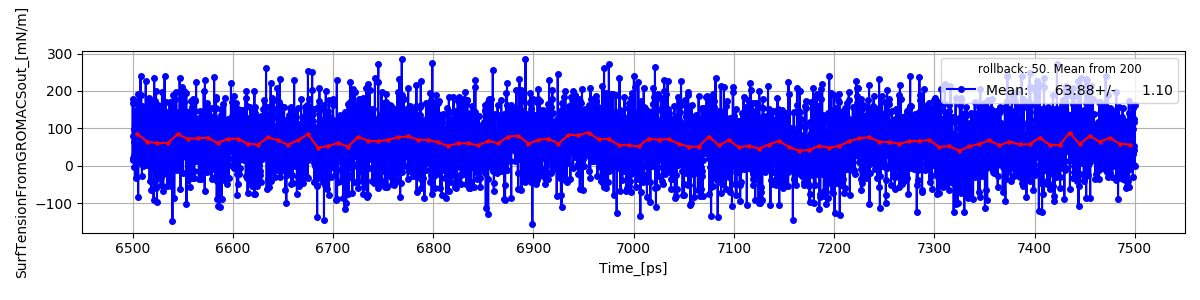 SurfTensionFromGROMACSout_[mN/m]
300
200
100
0
−100
rollback: 50. Mean from 200
Mean: 63.88+/- 1.10
6500 6600 6700 6800 6900 7000 7100 7200 7300 7400 7500
Time_[ps]